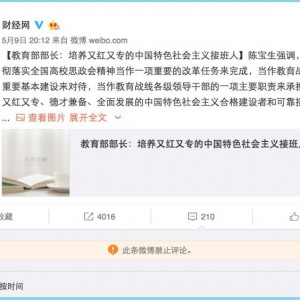 财经网
5月9日 20:12 来自 微博 weibo.com
【教育部部长：培养又红又专的中国特色社会主义接班人】陈宝生强调，
彻落实全国高校思政会精神当作一项重要的改革任务来完成，当作教育战
重要基本建设来对待，当作教育战线各级领导干部的一项主要职责来承担
又红又专、德才兼备、全面发展的中国特色社会主义合格建设者和可靠接
... 查看图片 展开全文
教育部部长：培养又红又专的中国特色社会主义接班人
收藏
4016
210
此条微博禁止评论。
按时间